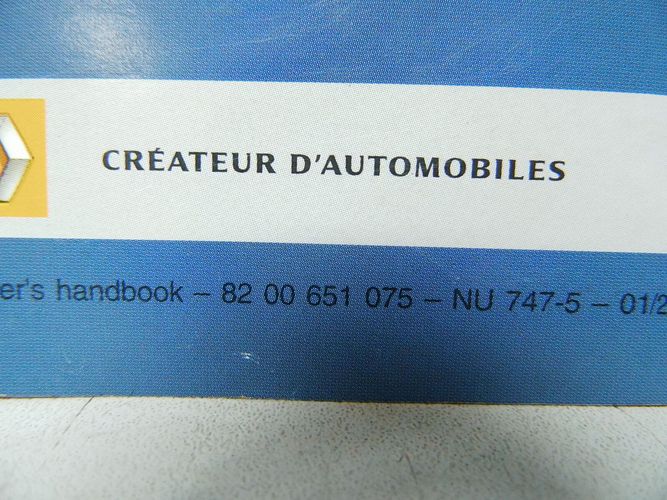 CRÉATEUR D'AUTOMOBILES
er's handbook – 82 00 651 075 – NU 747-5 – 01/2